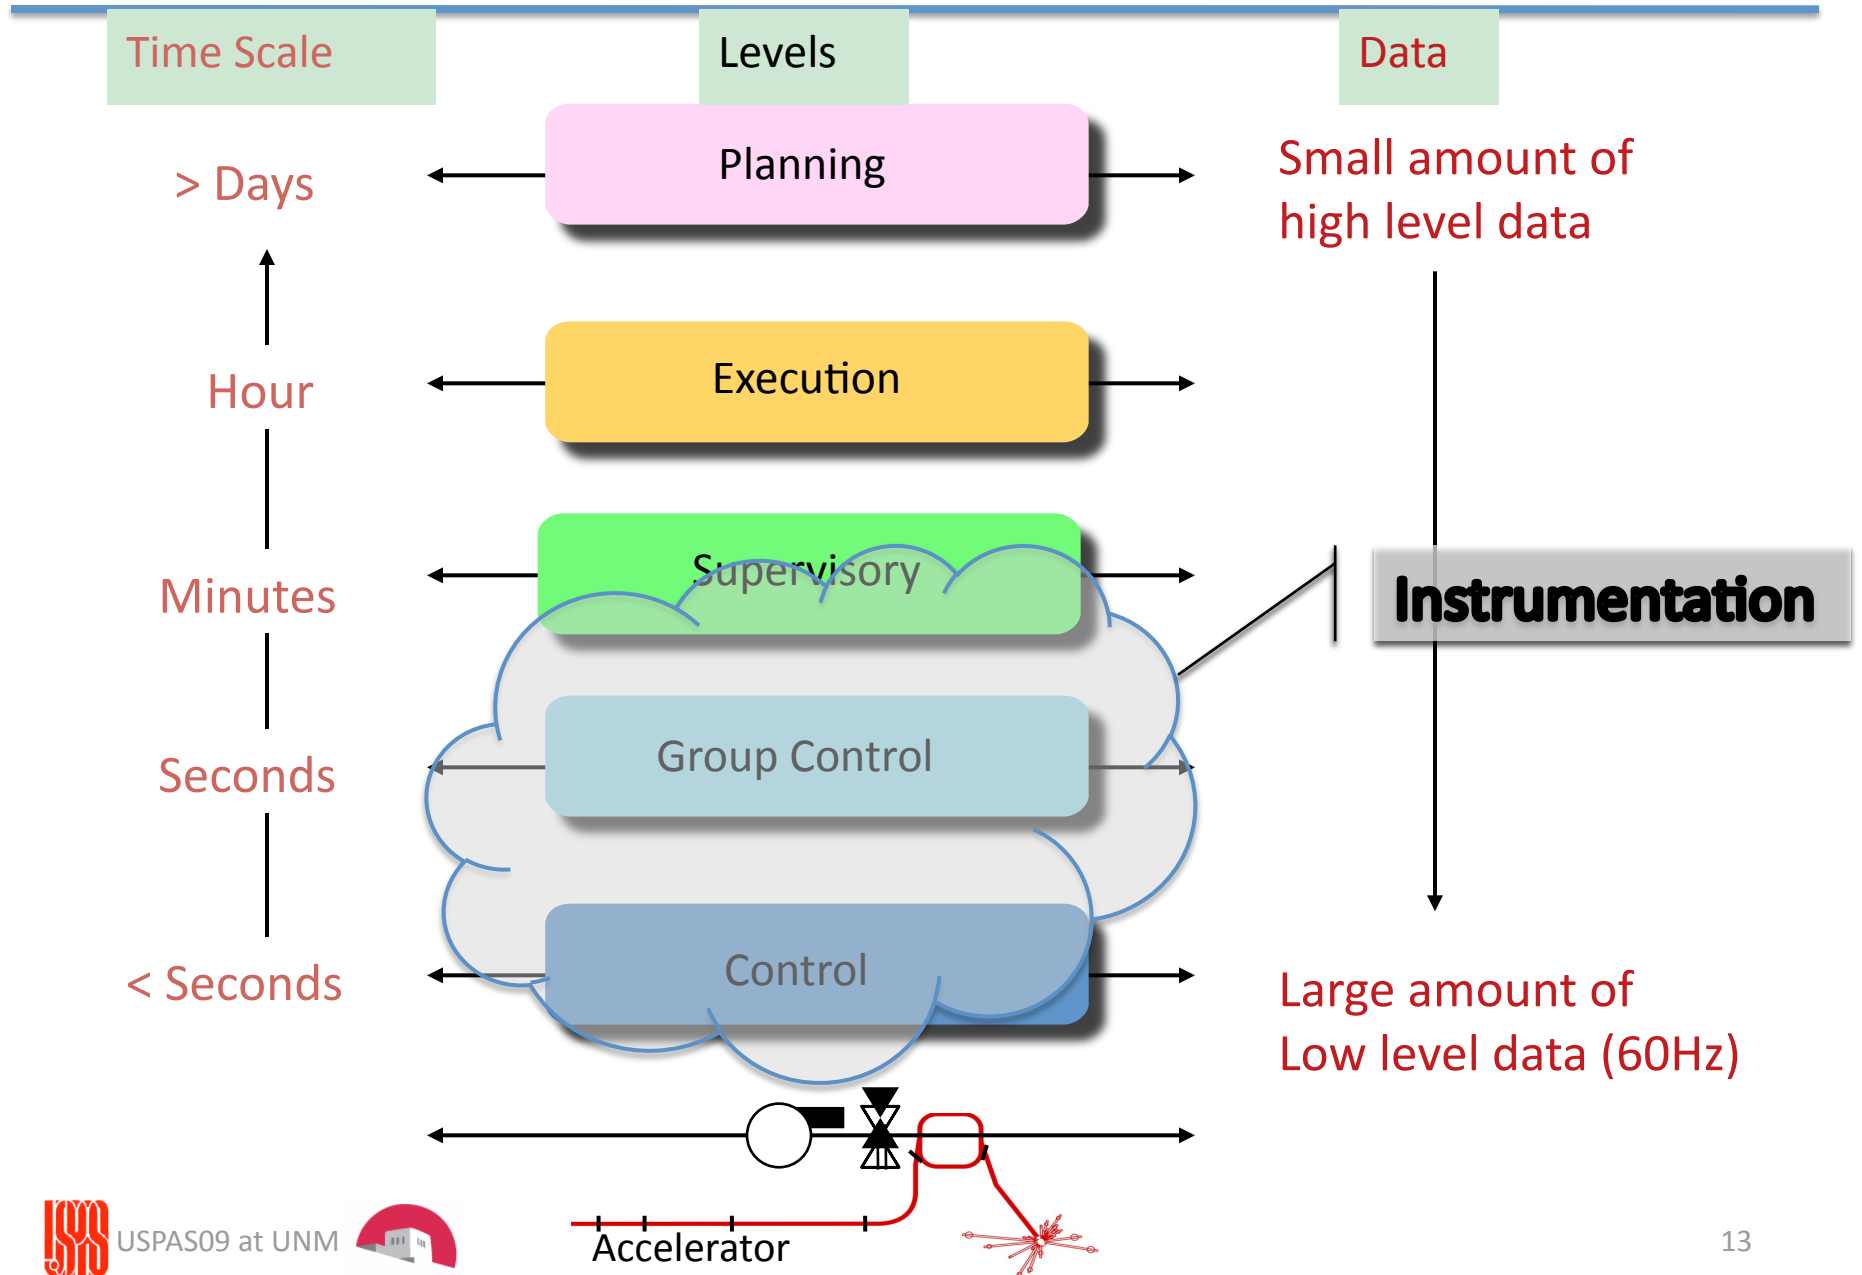 Time Scale
Levels
Data
> Days
Planning
Small amount of
high level data
Hour
Execution
Minutes
Supervisory
Instrumentation
Seconds
Group Control
< Seconds
Control
Large amount of
Low level data (60Hz)
Accelerator
USPAS09 at UNM
13